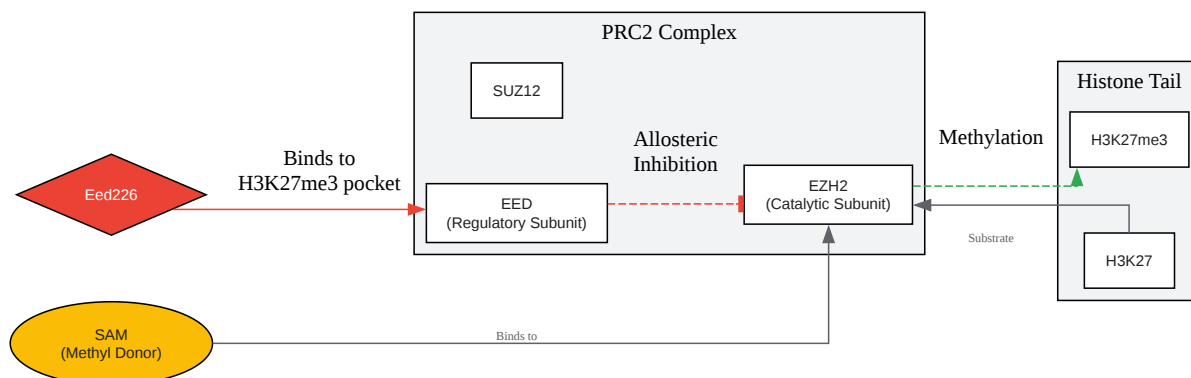 PRC2 Complex
SUZ12
Histone Tail
H3K27me3
Methylation
Allosteric
Inhibition
Binds to
H3K27me3 pocket
Eed226
EED
(Regulatory Subunit)
EZH2
(Catalytic Subunit)
Substrate
H3K27
SAM
(Methyl Donor)
Binds to